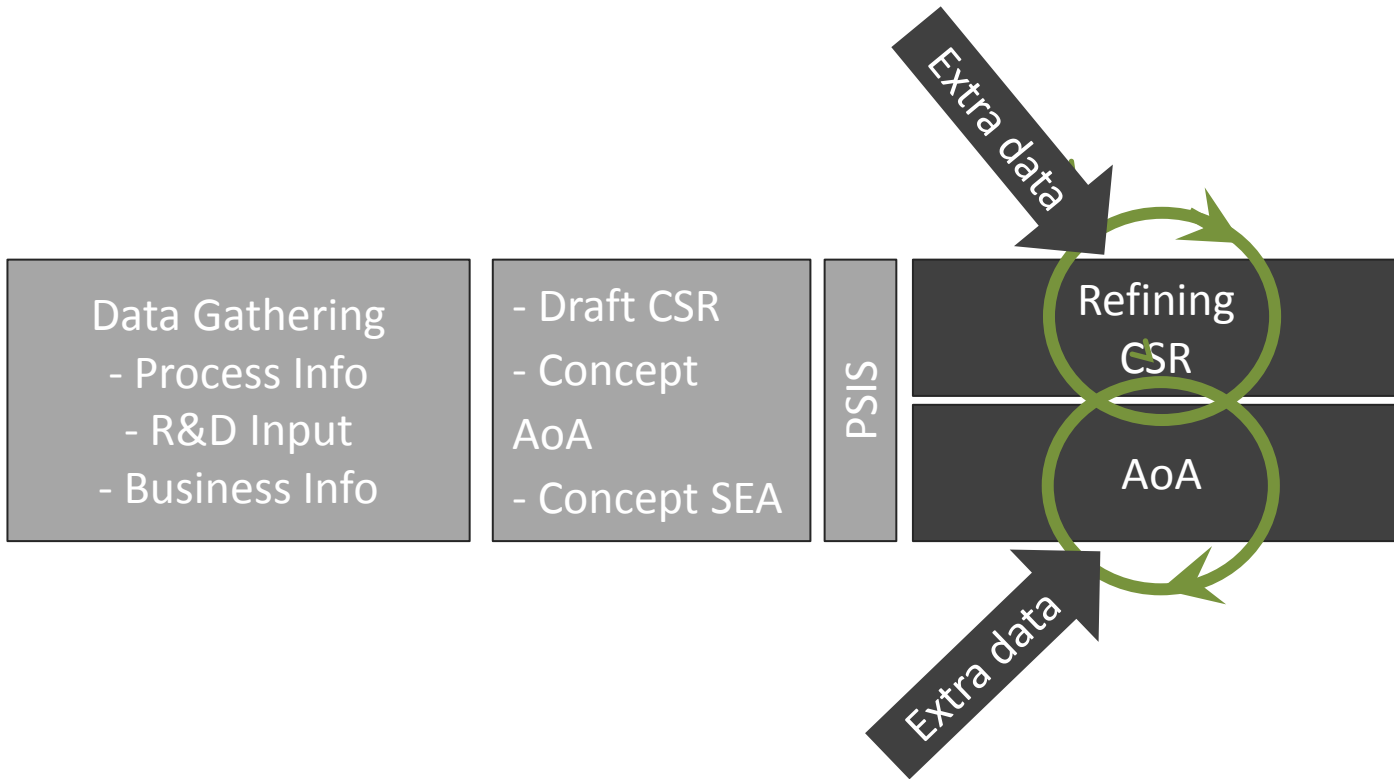 Extra data
Data Gathering
- Process Info
- R&D Input
- Business Info
- Draft CSR
- Concept
AoA
- Concept SEA
PSIS
Refining
CSR
AoA
Extra data